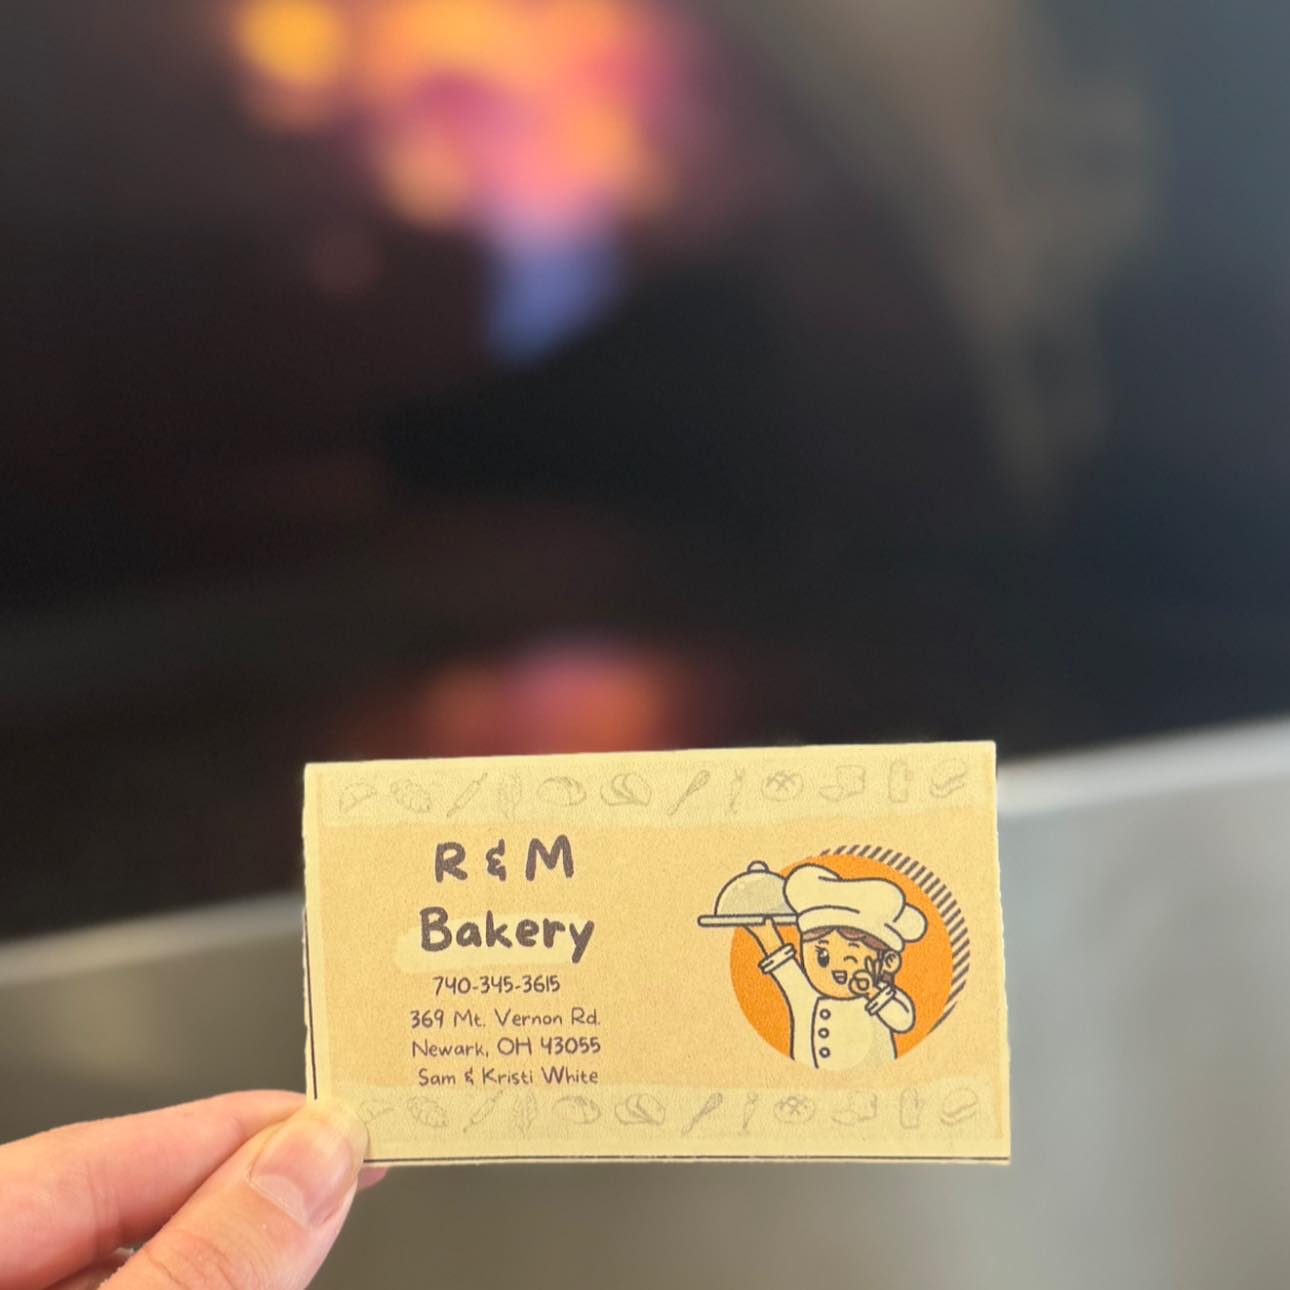 R & M
Bakery
740-345-3615
369 Mt. Vernon Rd.
Newark, OH 43055
Sam & Kristi White